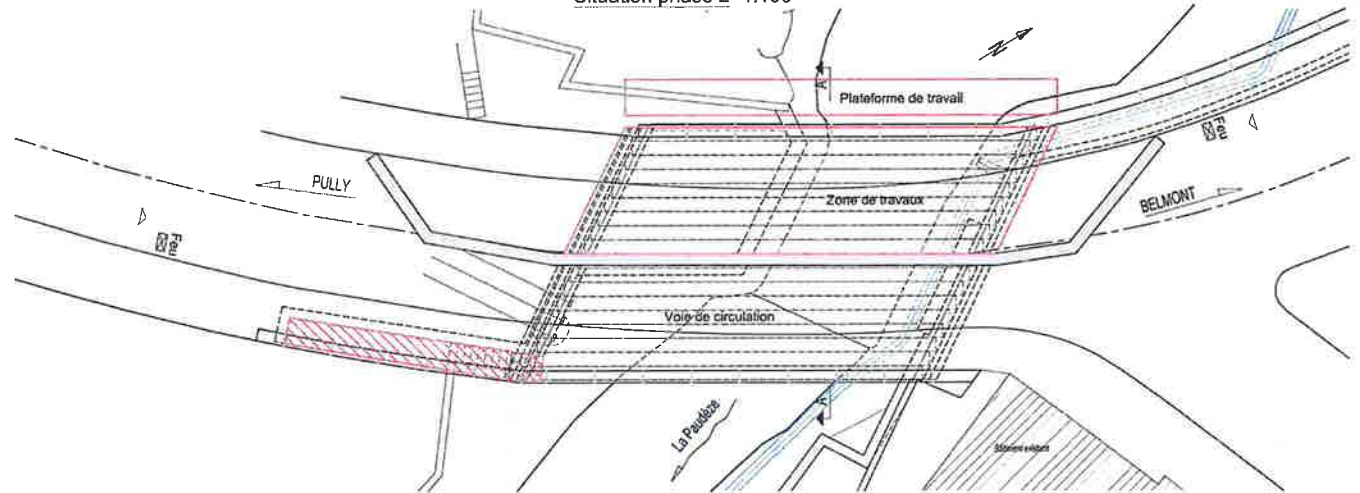 Situation phase 2 1:100
N
A
Plateforme de travail
Feu
PULLY
Zone de travaux
BELMONT
Feu
Voie de circulation
A
La Paudèze
Bâtiment existant